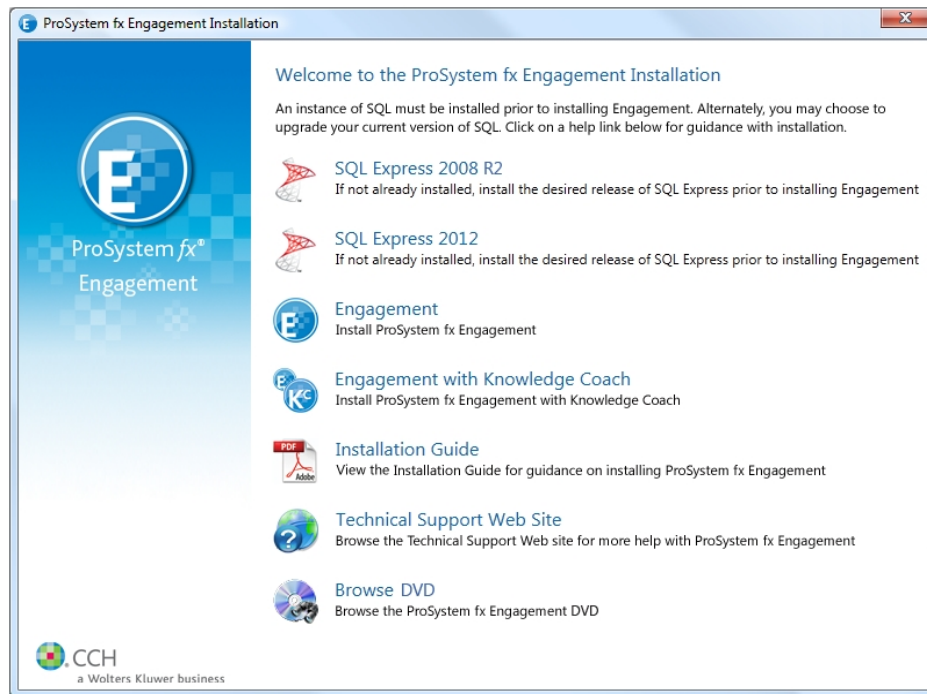 ProSystem fx Engagement Installation
Welcome to the ProSystem fx Engagement Installation
An instance of SQL must be installed prior to installing Engagement. Alternately, you may choose to
upgrade your current version of SQL. Click on a help link below for guidance with installation.
SQL Express 2008 R2
If not already installed, install the desired release of SQL Express prior to installing Engagement
SQL Express 2012
If not already installed, install the desired release of SQL Express prior to installing Engagement
E
ProSystem fx®
Engagement
Engagement
Install ProSystem fx Engagement
Engagement with Knowledge Coach
Install ProSystem fx Engagement with Knowledge Coach
E
E
KC
PDF
Adobe
Installation Guide
View the Installation Guide for guidance on installing ProSystem fx Engagement
?
Technical Support Web Site
Browse the Technical Support Web site for more help with ProSystem fx Engagement
Browse DVD
Browse the ProSystem fx Engagement DVD
CCH
a Wolters Kluwer business